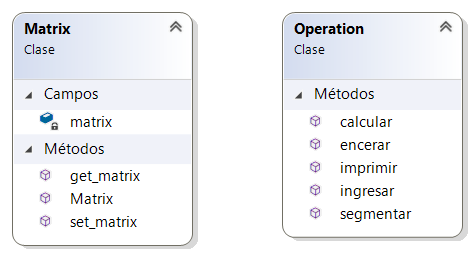 Matrix
Clase
Campos
matrix
Métodos
get_matrix
Matrix
set_matrix
Operation
Clase
Métodos
calcular
encerar
imprimir
ingresar
segmentar